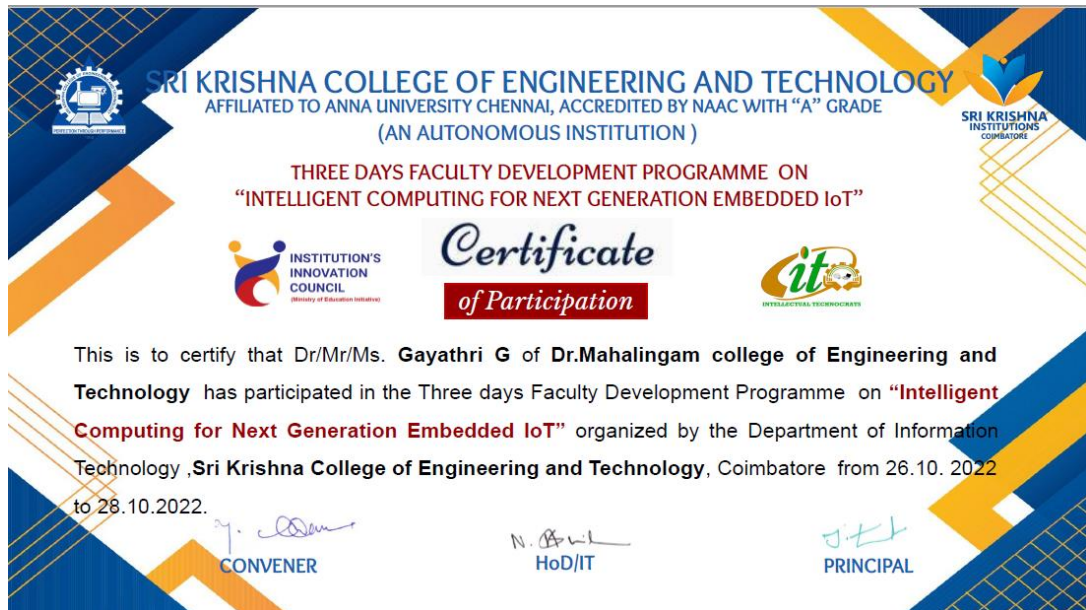 SRI KRISHNA COLLEGE OF ENGINEERING AND TECHNOLOGY
AFFILIATED TO ANNA UNIVERSITY CHENNAI, ACCREDITED BY NAAC WITH “A” GRADE
(AN AUTONOMOUS INSTITUTION )
PERFECTION THROUGH PERFORMANCE
SRI KRISHNA
INSTITUTIONS
COIMBATORE
THREE DAYS FACULTY DEVELOPMENT PROGRAMME ON
“INTELLIGENT COMPUTING FOR NEXT GENERATION EMBEDDED IoT”
INSTITUTION'S
INNOVATION
COUNCIL
(Ministry of Education Initiative)
Certificate
of Participation
it
INTELLECTUAL TECHNOCRATS
This is to certify that Dr/Mr/Ms. Gayathri G of Dr.Mahalingam college of Engineering and
Technology has participated in the Three days Faculty Development Programme on “Intelligent
Computing for Next Generation Embedded IoT” organized by the Department of Information
Technology ,Sri Krishna College of Engineering and Technology, Coimbatore from 26.10. 2022
to 28.10.2022.
CONVENER
HoD/IT
PRINCIPAL